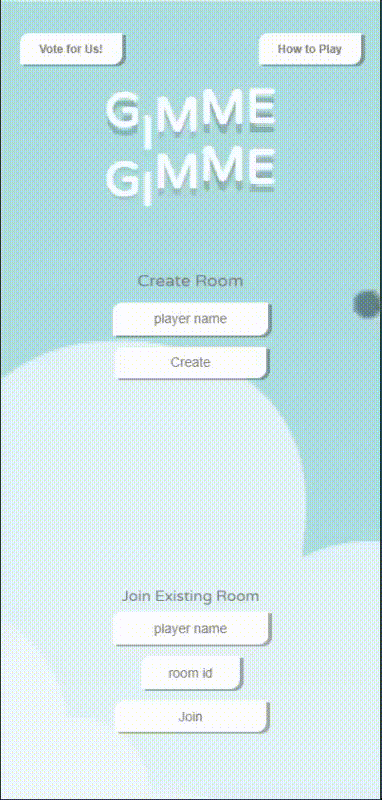 Vote for Us!
How to Play
GIMME
GIMME
Create Room
player name
Create
Join Existing Room
player name
room id
Join